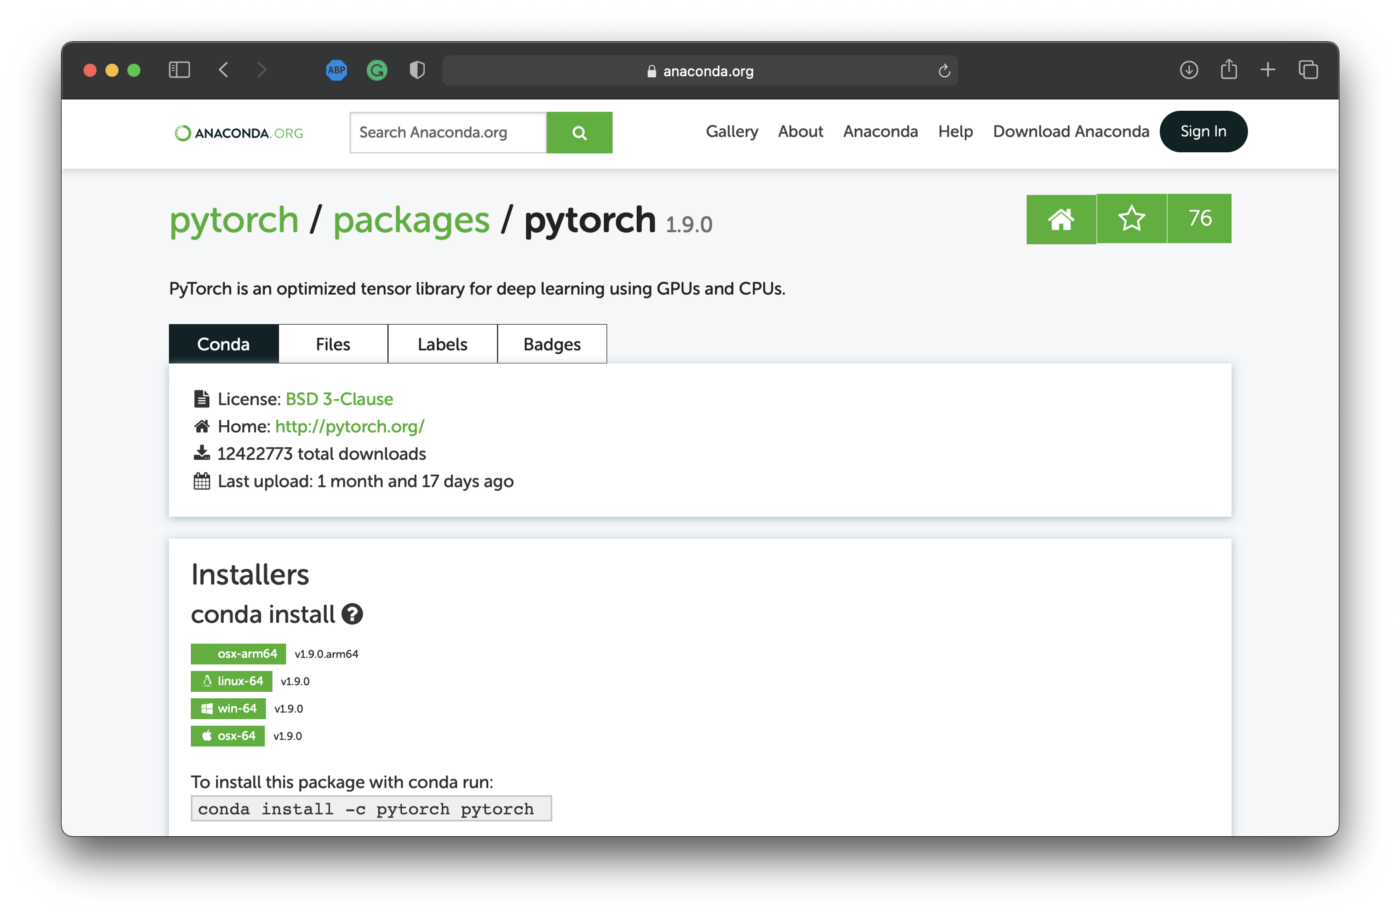 ABP
G
anaconda.org
ANACONDA.ORG
Search Anaconda.org
Gallery About Anaconda Help Download Anaconda Sign In
pytorch / packages / pytorch 1.9.0
76
PyTorch is an optimized tensor library for deep learning using GPUs and CPUs.
Conda Files Labels Badges
License: BSD 3-Clause
Home: http://pytorch.org/
12422773 total downloads
Last upload: 1 month and 17 days ago
Installers
conda install ?
osx-arm64 v1.9.0.arm64
linux-64 v1.9.0
win-64 v1.9.0
osx-64 v1.9.0
To install this package with conda run:
conda install -c pytorch pytorch